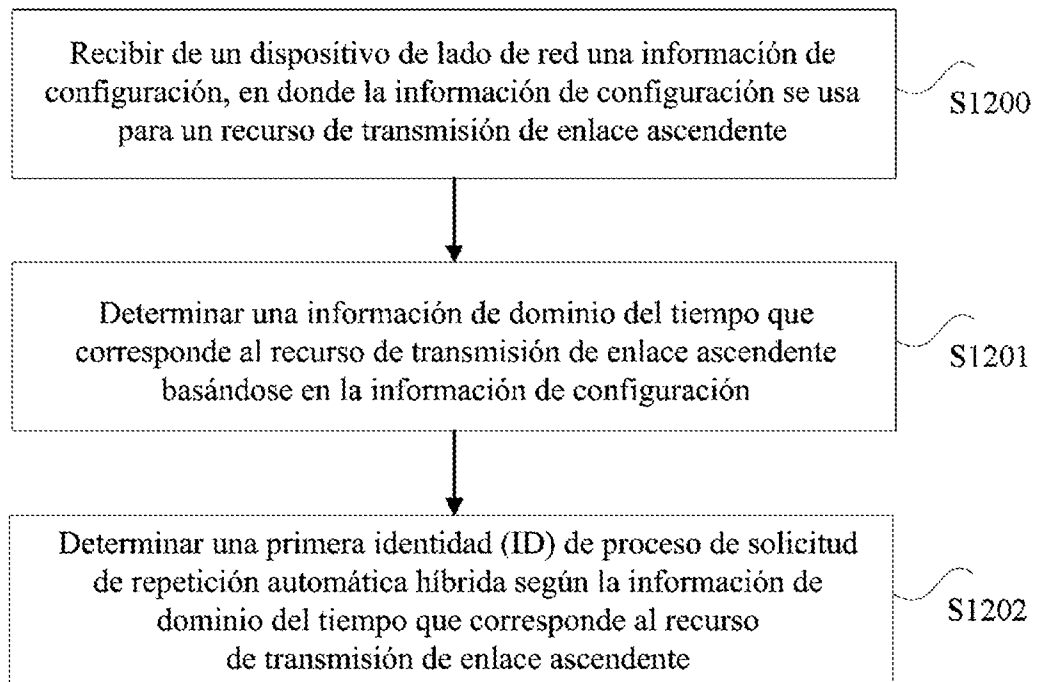 Recibir de un dispositivo de lado de red una información de
configuración, en donde la información de configuración se usa
para un recurso de transmisión de enlace ascendente
S1200
Determinar una información de dominio del tiempo que
corresponde al recurso de transmisión de enlace ascendente
basándose en la información de configuración
S1201
Determinar una primera identidad (ID) de proceso de solicitud
de repetición automática híbrida según la información de
dominio del tiempo que corresponde al recurso
de transmisión de enlace ascendente
S1202